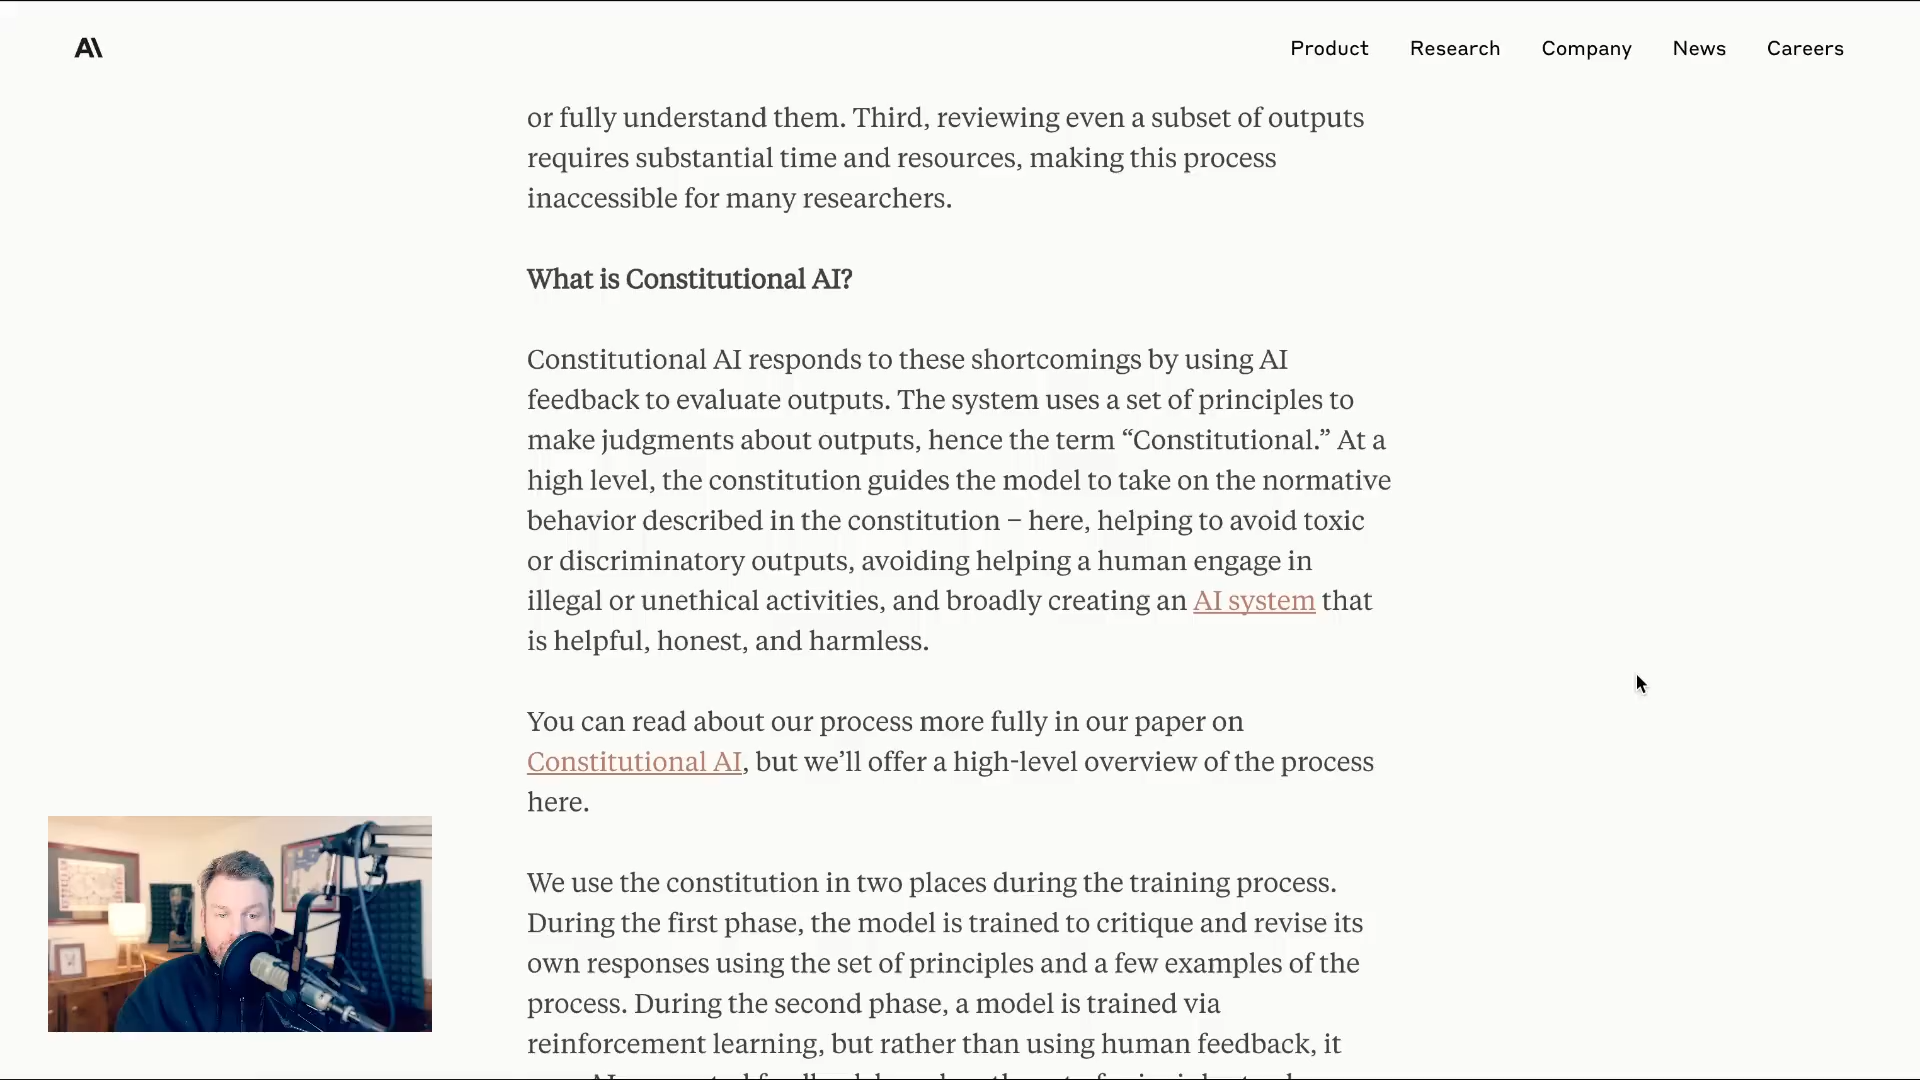 A\
Product Research Company News Careers
or fully understand them. Third, reviewing even a subset of outputs
requires substantial time and resources, making this process
inaccessible for many researchers.
What is Constitutional AI?
Constitutional AI responds to these shortcomings by using AI
feedback to evaluate outputs. The system uses a set of principles to
make judgments about outputs, hence the term “Constitutional.” At a
high level, the constitution guides the model to take on the normative
behavior described in the constitution – here, helping to avoid toxic
or discriminatory outputs, avoiding helping a human engage in
illegal or unethical activities, and broadly creating an AI system that
is helpful, honest, and harmless.
You can read about our process more fully in our paper on
Constitutional AI, but we’ll offer a high-level overview of the process
here.
We use the constitution in two places during the training process.
During the first phase, the model is trained to critique and revise its
own responses using the set of principles and a few examples of the
process. During the second phase, a model is trained via
reinforcement learning, but rather than using human feedback, it